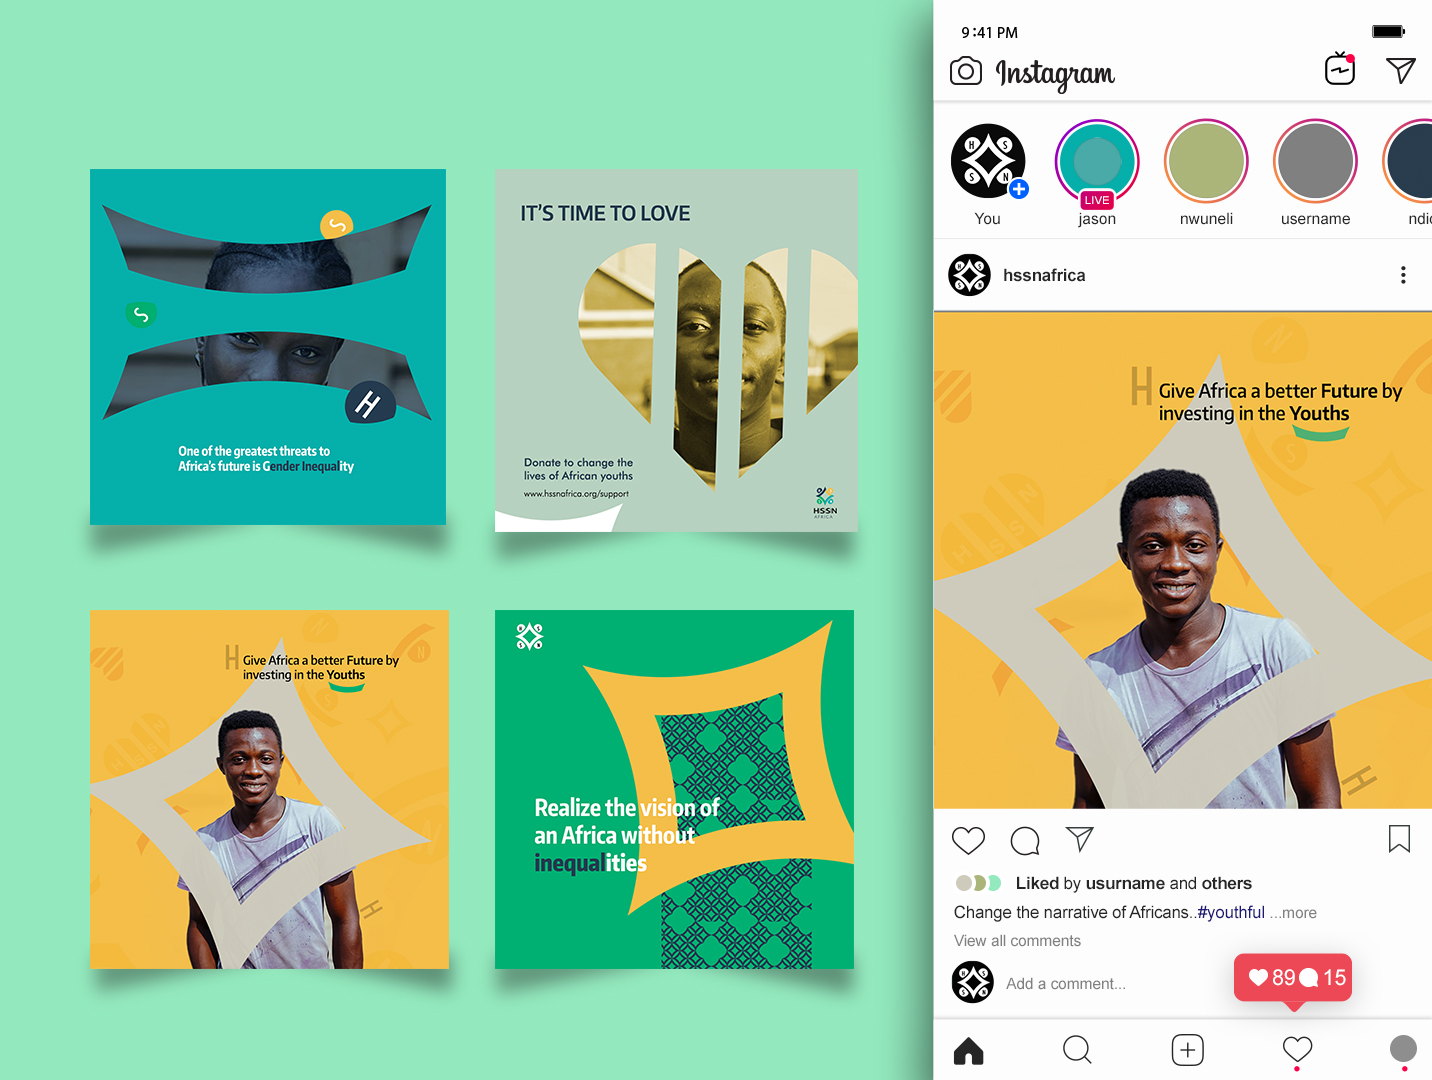 S
S
H
One of the greatest threats to
Africa's future is Gender Inequality
IT'S TIME TO LOVE
Donate to change the
lives of African youths
www.hssnafrica.org/support
HSSN
AFRICA
H Give Africa a better Future by
investing in the Youths
N
N
HSSN
H
H S
S N
Realize the vision of
an Africa without
inequalities
9:41 PM
Instagram
H S
S N
LIVE
You
jason
nwuneli
username
ndic
H S
S N
hssnafrica
H Give Africa a better Future by
investing in the Youths
N
S
HSSN
H
Liked by usurname and others
Change the narrative of Africans..#youthful ...more
View all comments
H S
S N
Add a comment...
89 15